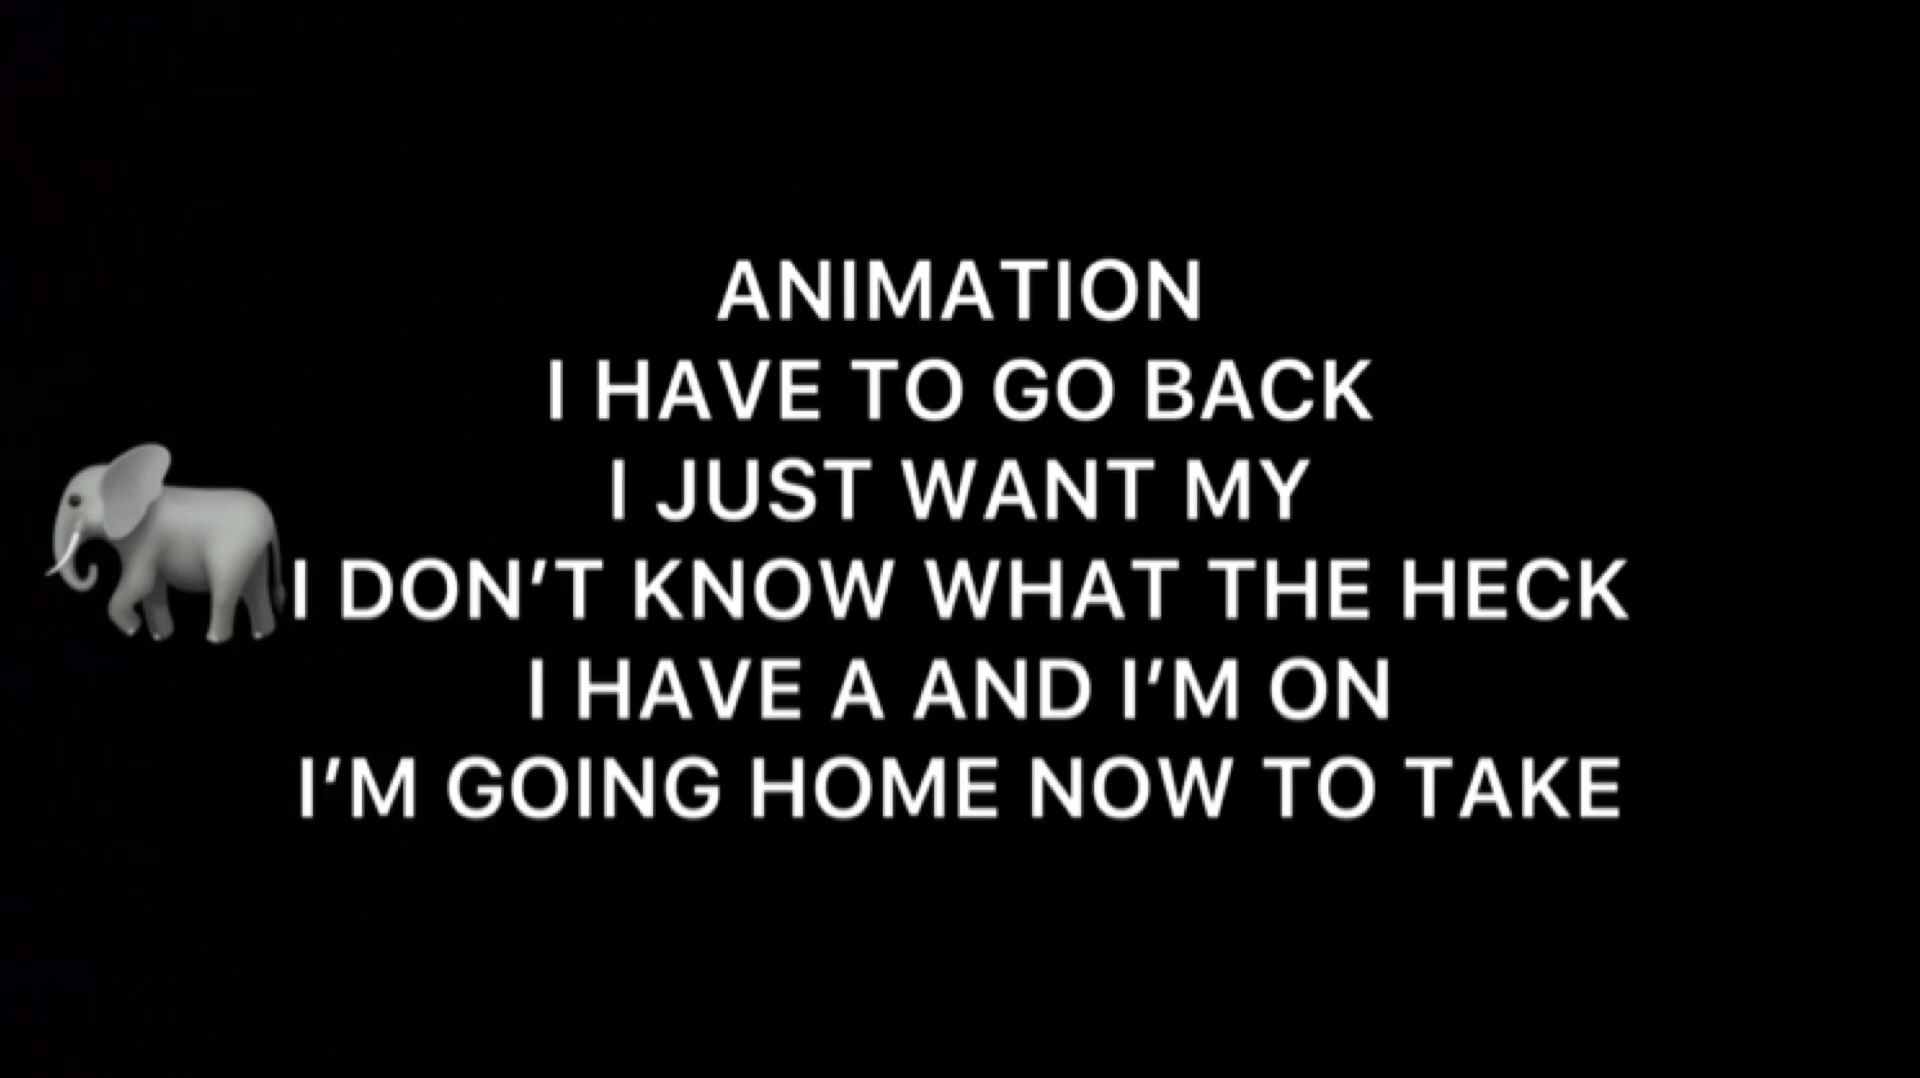 ANIMATION
I HAVE TO GO BACK
I JUST WANT MY
I DON’T KNOW WHAT THE HECK
I HAVE A AND I’M ON
I’M GOING HOME NOW TO TAKE